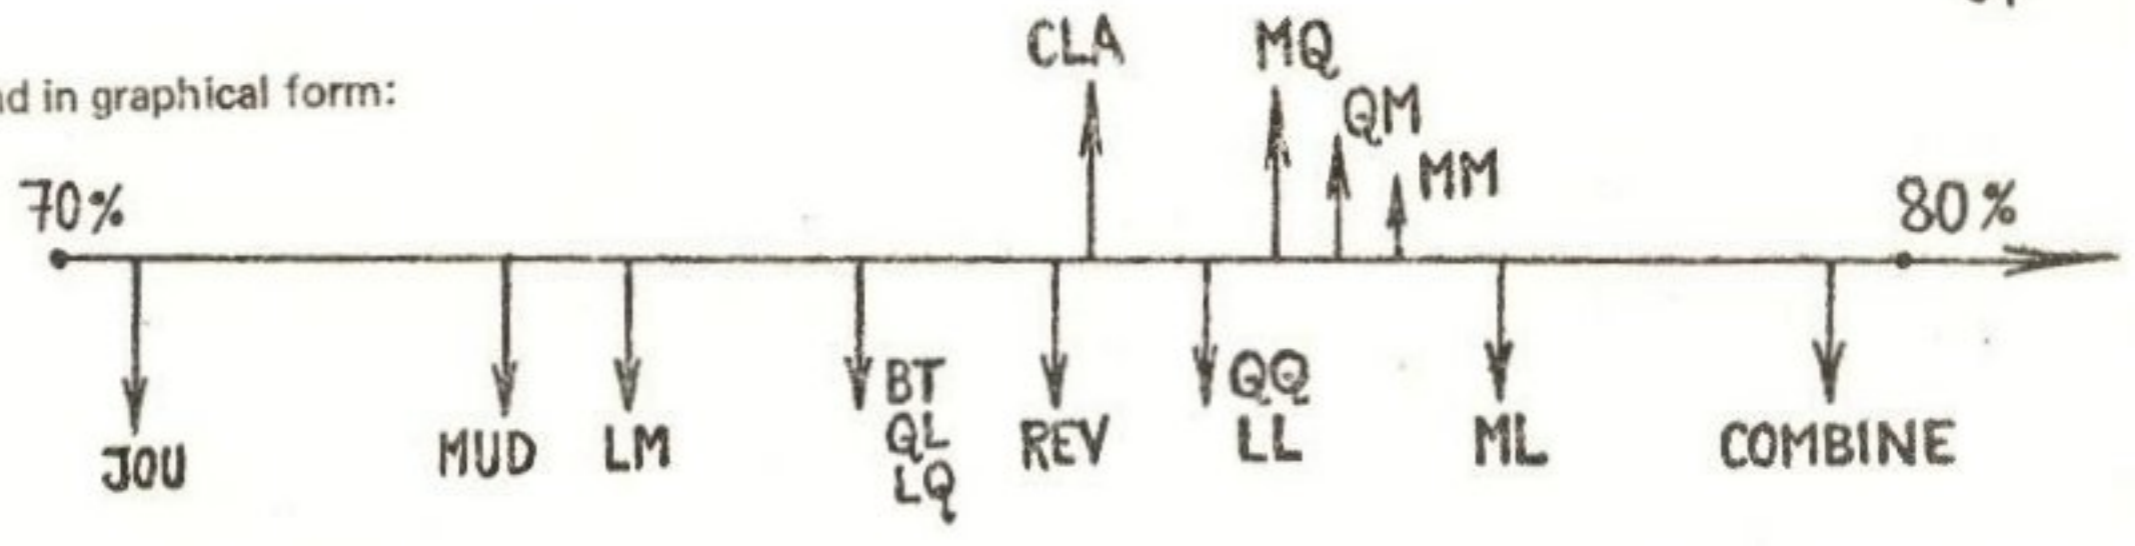 CLA
MQ
QM
MM
in graphical form:
70%
80%
JOU
MUD
LM
BT
QL
LQ
REV
QQ
LL
ML
COMBINE